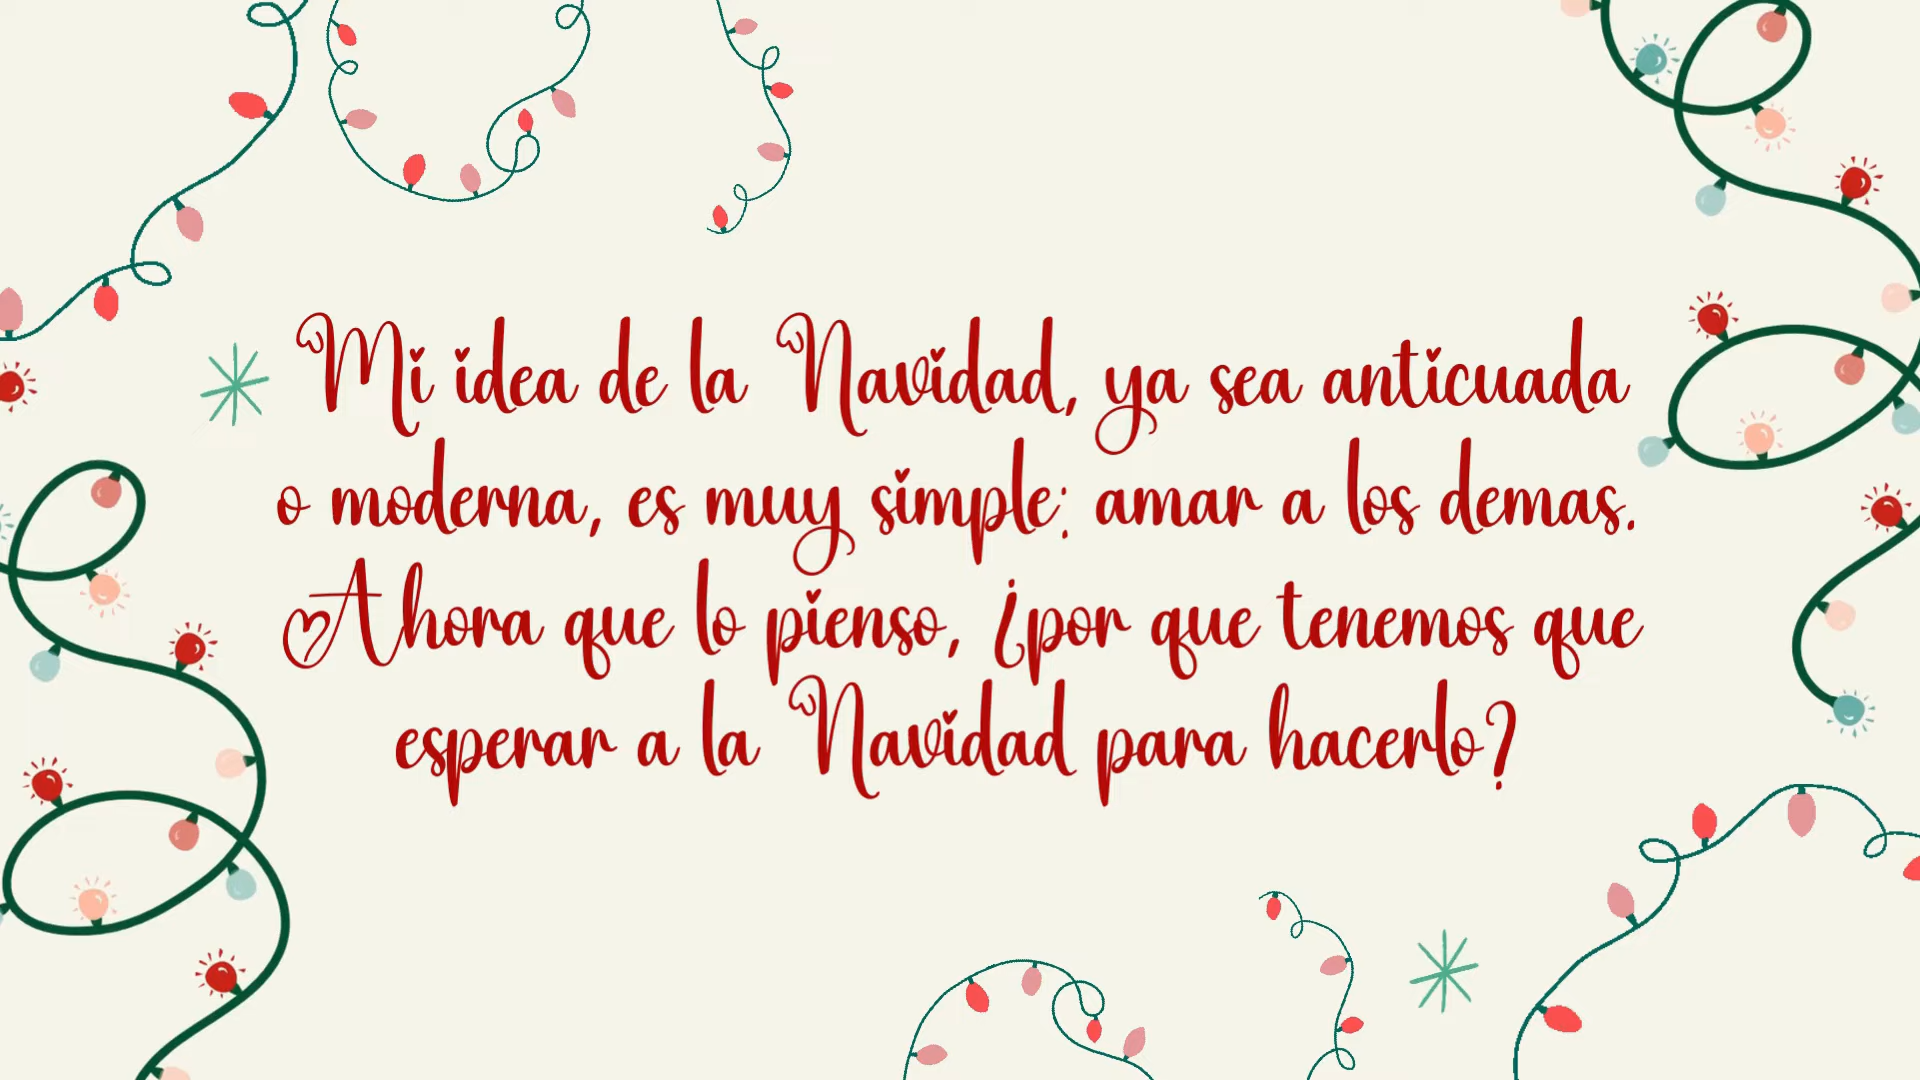 Mi idea de la Navidad, ya sea anticuada
o moderna, es muy simple: amar a los demas.
Ahora que lo pienso, ¿por que tenemos que
esperar a la Navidad para hacerlo?